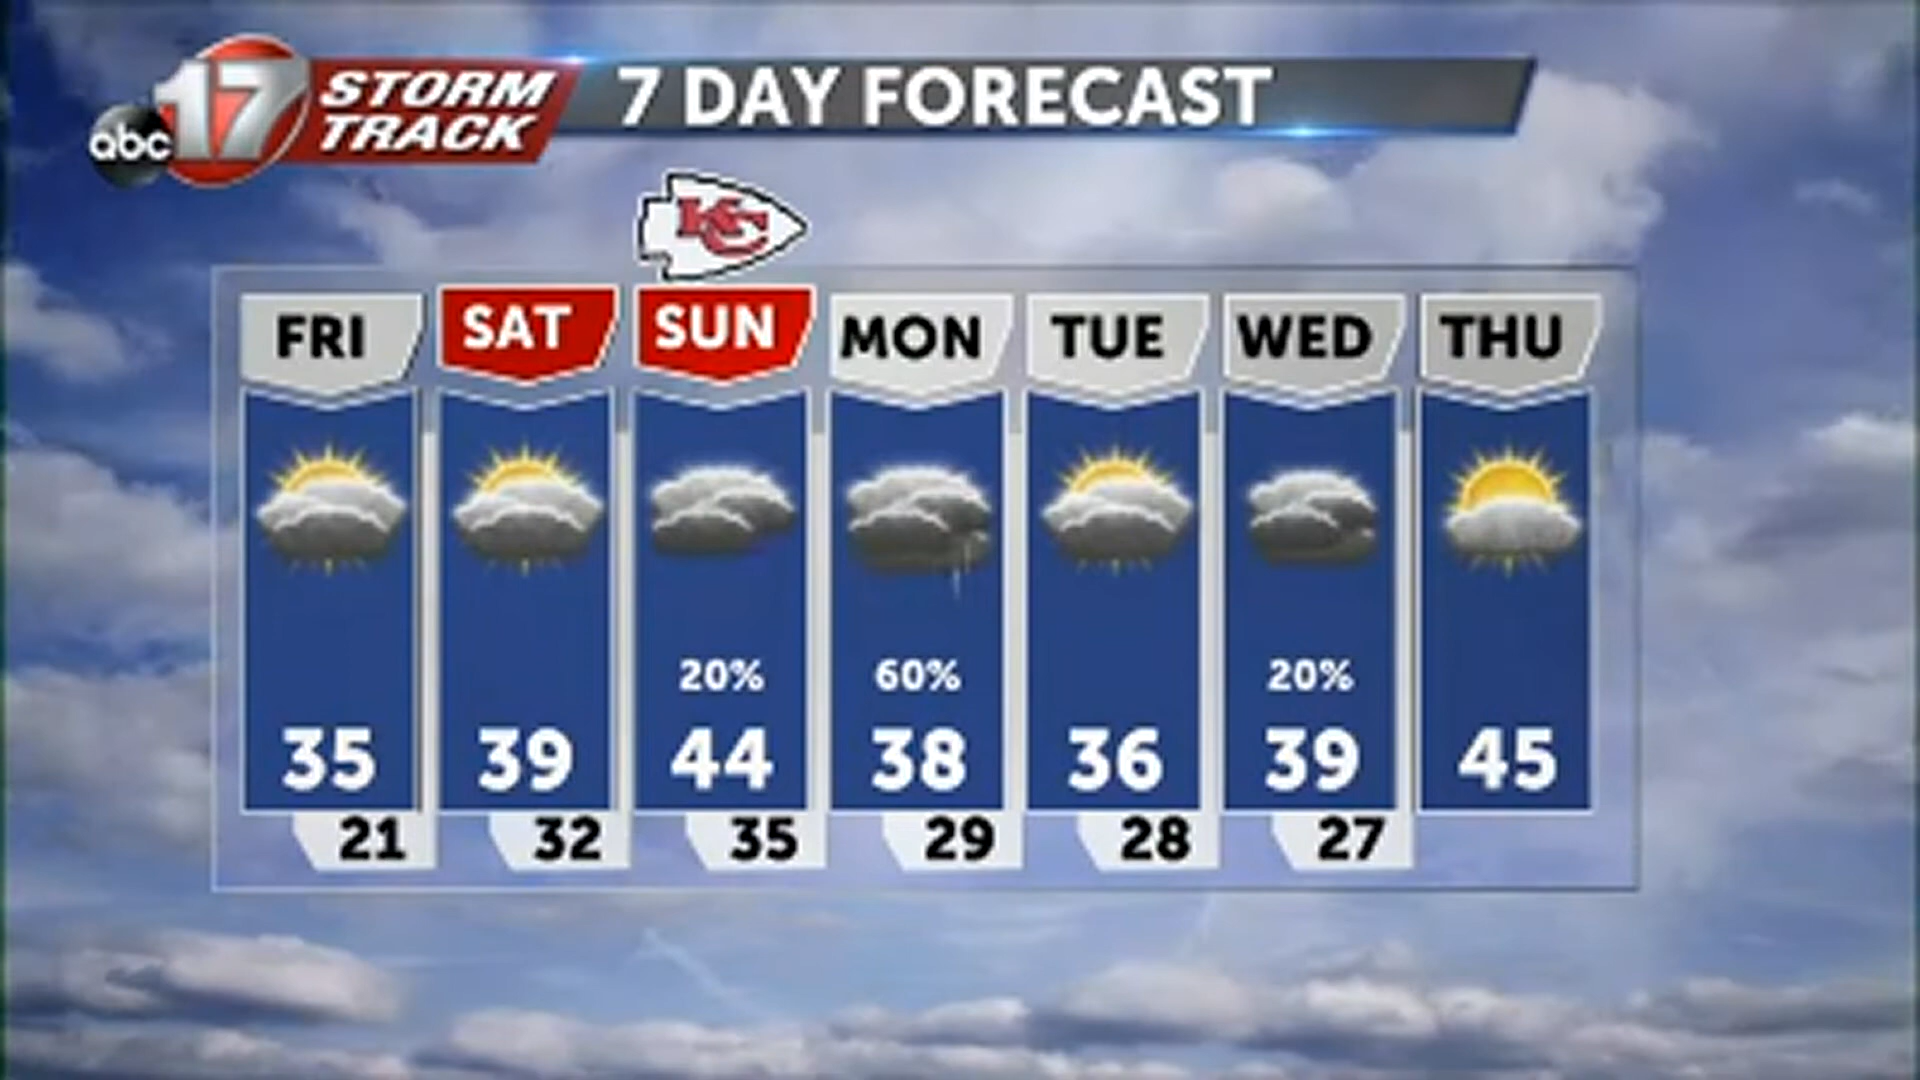 abc 17 STORM TRACK
7 DAY FORECAST
KC
FRI SAT SUN MON TUE WED THU
20% 60% 20%
35 39 44 38 36 39 45
21 32 35 29 28 27